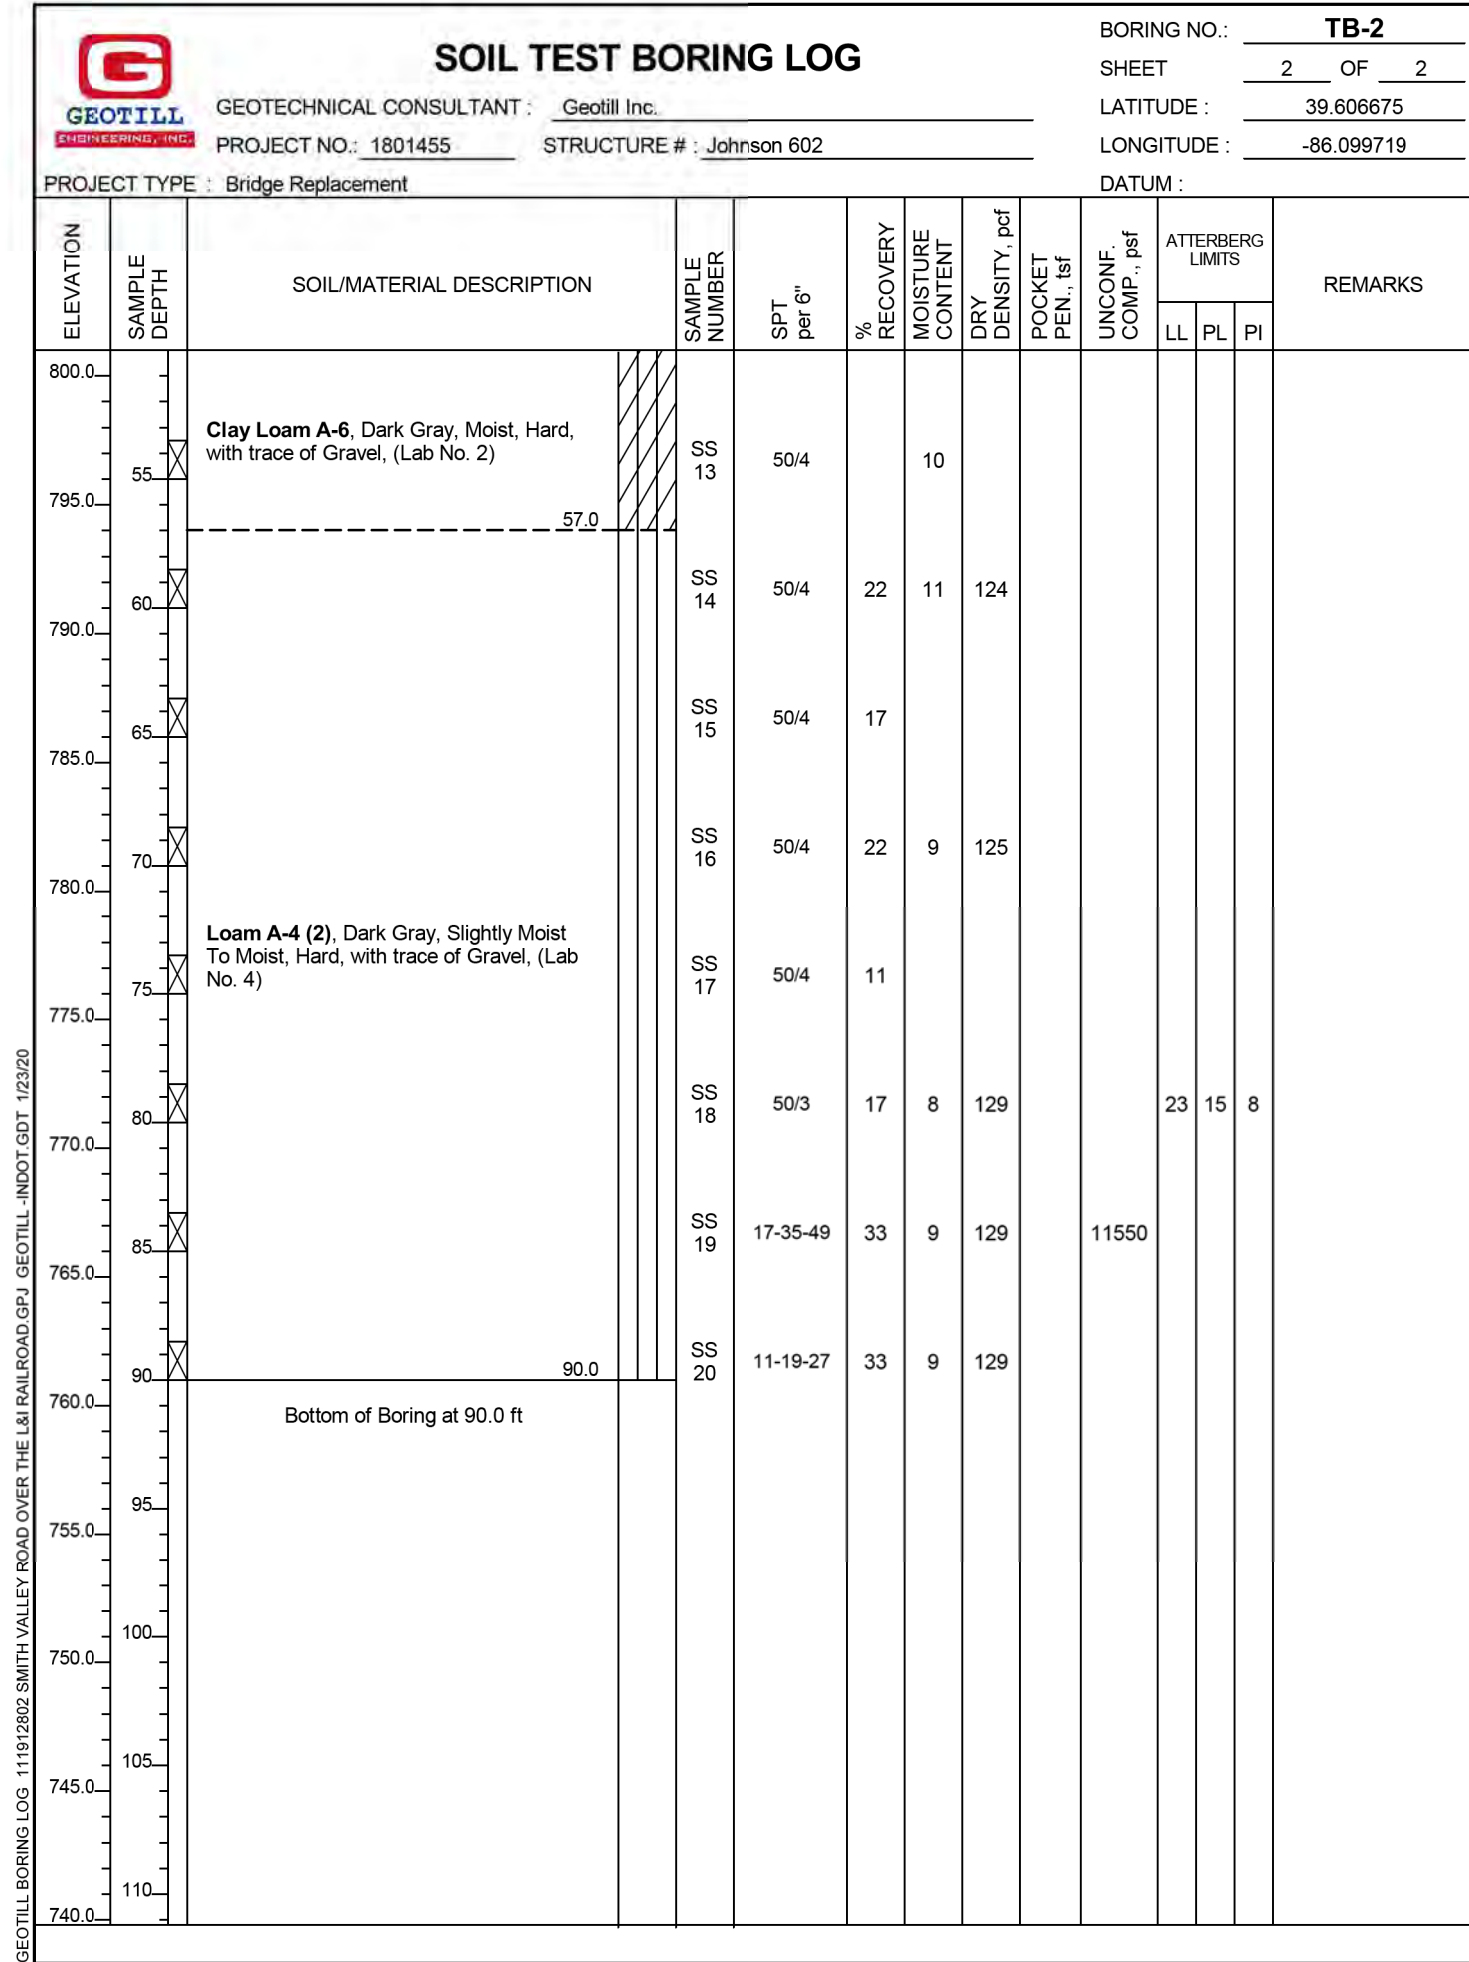 GEOTILL
ENGINEERING, INC.
SOIL TEST BORING LOG
GEOTECHNICAL CONSULTANT : Geotill Inc.
PROJECT NO.: 1801455 STRUCTURE # : Johnson 602
PROJECT TYPE : Bridge Replacement
BORING NO.: TB-2
SHEET 2 OF 2
LATITUDE : 39.606675
LONGITUDE : -86.099719
DATUM :
ELEVATION
SAMPLE
DEPTH
SOIL/MATERIAL DESCRIPTION
SAMPLE
NUMBER
SPT
per 6"
%
RECOVERY
MOISTURE
CONTENT
DRY
DENSITY, pcf
POCKET
PEN., tsf
UNCONF.
COMP., psf
ATTERBERG
LIMITS
LL PL PI
REMARKS
800.0
Clay Loam A-6, Dark Gray, Moist, Hard,
with trace of Gravel, (Lab No. 2)
55
SS
13
50/4 10
795.0
57.0
60
SS
14
50/4 22 11 124
790.0
65
SS
15
50/4 17
785.0
70
SS
16
50/4 22 9 125
780.0
Loam A-4 (2), Dark Gray, Slightly Moist
To Moist, Hard, with trace of Gravel, (Lab
No. 4)
75
SS
17
50/4 11
775.0
80
SS
18
50/3 17 8 129 23 15 8
770.0
85
SS
19
17-35-49 33 9 129 11550
765.0
90
90.0
SS
20
11-19-27 33 9 129
760.0
Bottom of Boring at 90.0 ft
95
755.0
100
750.0
105
745.0
110
740.0
GEOTILL BORING LOG 111912802 SMITH VALLEY ROAD OVER THE L&I RAILROAD.GPJ GEOTILL -INDOT.GDT 1/23/20